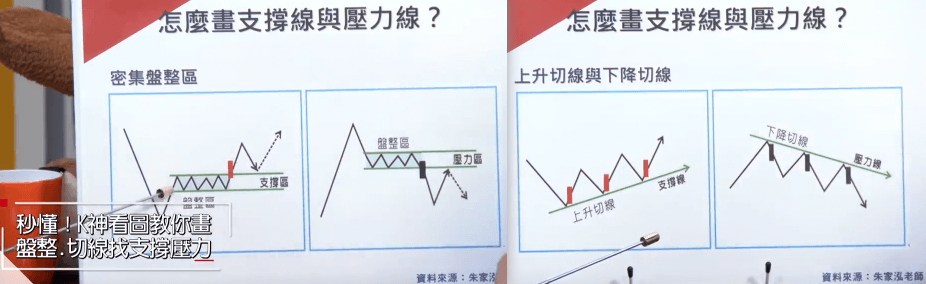 怎麼畫支撐線與壓力線？
密集盤整區
支撐區
盤整區
盤整區
壓力區
秒懂！K神看圖教你畫
盤整.切線找支撐壓力
資料來源：朱家泓
怎麼畫支撐線與壓力線？
上升切線與下降切線
支撐線
上升切線
下降切線
壓力線
資料來源：朱家泓老師